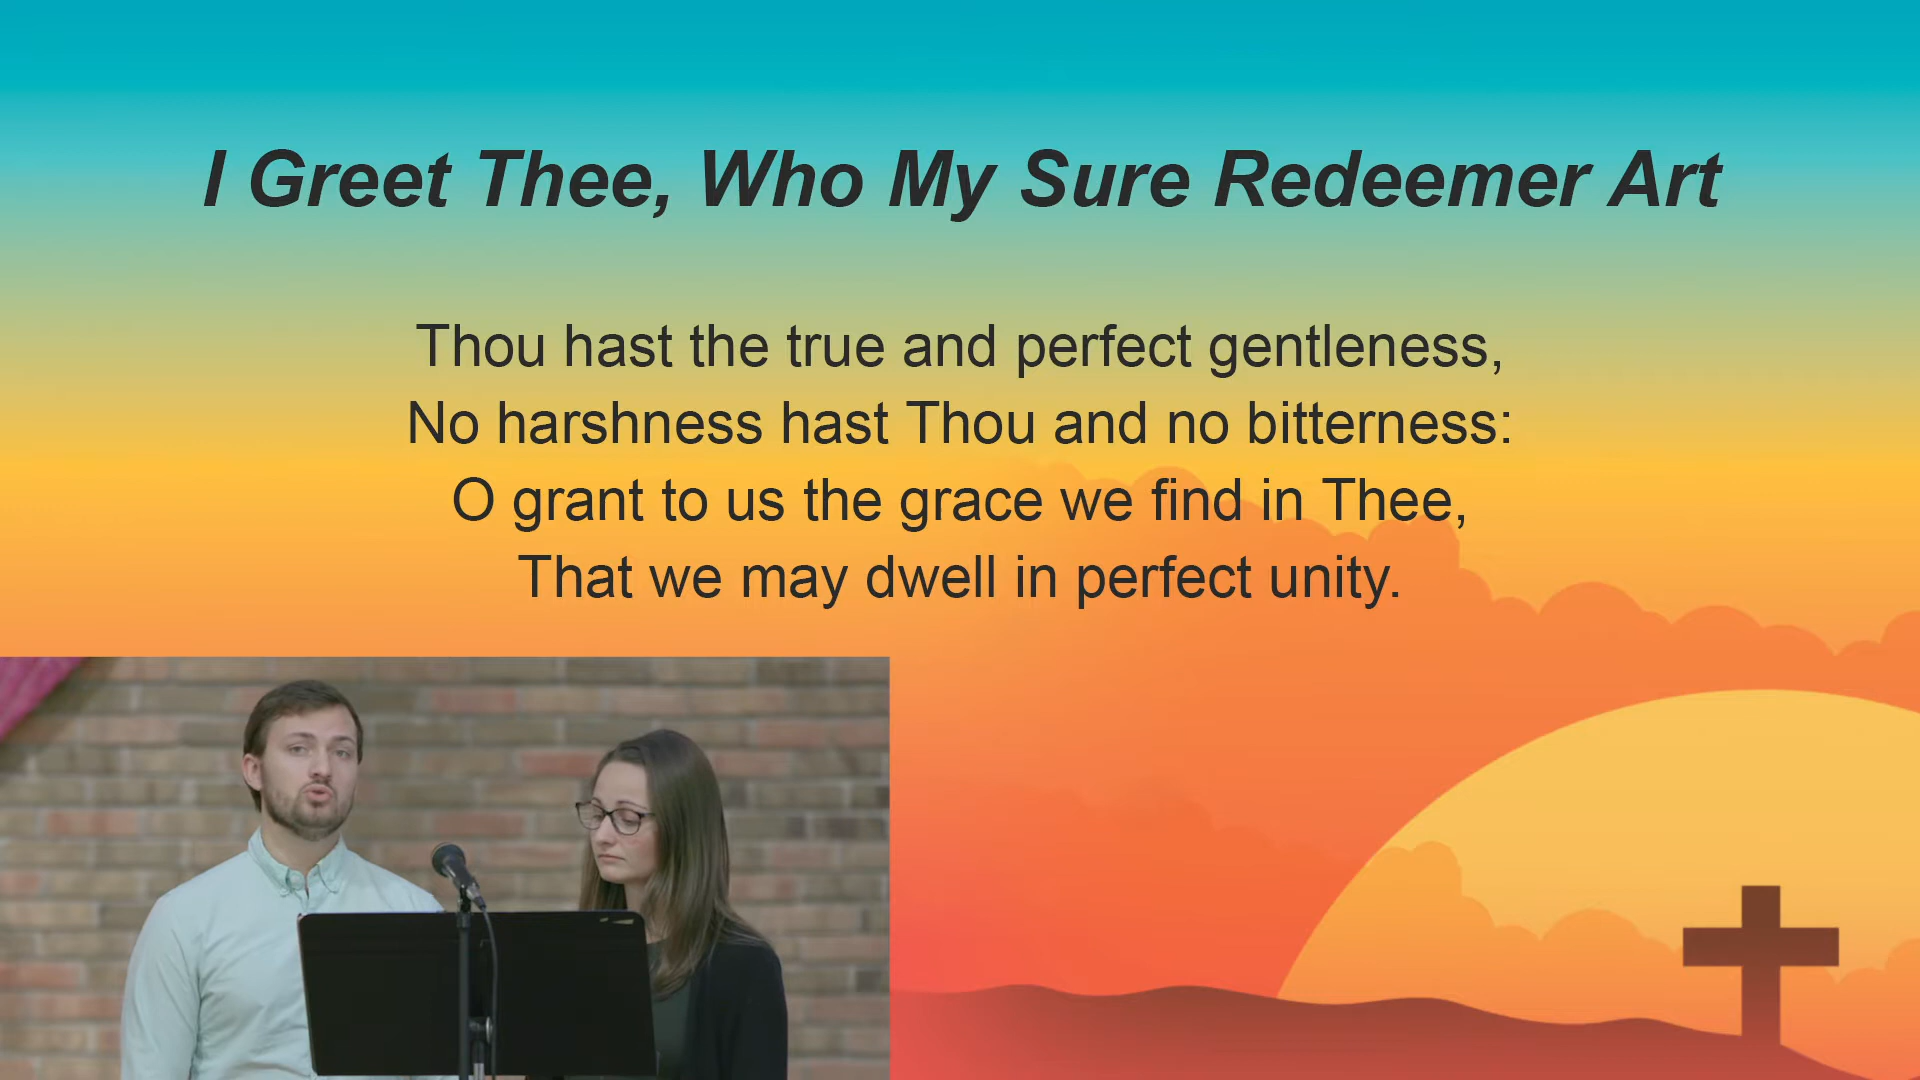 I Greet Thee, Who My Sure Redeemer Art
Thou hast the true and perfect gentleness,
No harshness hast Thou and no bitterness:
O grant to us the grace we find in Thee,
That we may dwell in perfect unity.